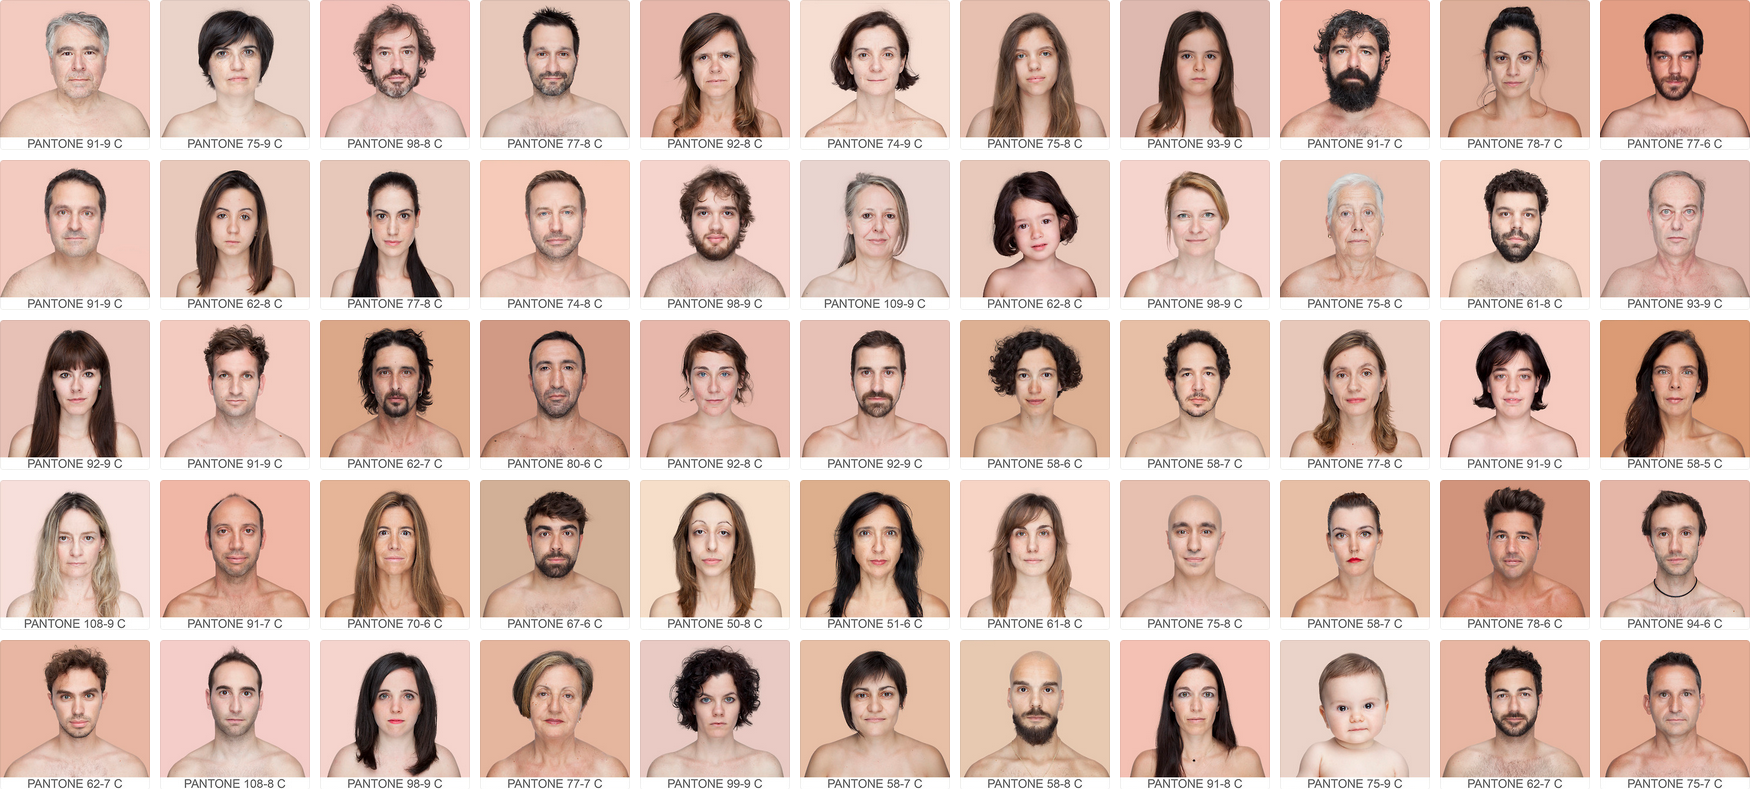 PANTONE 91-9 C
PANTONE 75-9 C
PANTONE 98-8 C
PANTONE 77-8 C
PANTONE 92-8 C
PANTONE 74-9 C
PANTONE 75-8 C
PANTONE 93-9 C
PANTONE 91-7 C
PANTONE 78-7 C
PANTONE 77-6 C
PANTONE 91-9 C
PANTONE 62-8 C
PANTONE 77-8 C
PANTONE 74-8 C
PANTONE 98-9 C
PANTONE 109-9 C
PANTONE 62-8 C
PANTONE 98-9 C
PANTONE 75-8 C
PANTONE 61-8 C
PANTONE 93-9 C
PANTONE 92-9 C
PANTONE 91-9 C
PANTONE 62-7 C
PANTONE 80-6 C
PANTONE 92-8 C
PANTONE 92-9 C
PANTONE 58-6 C
PANTONE 58-7 C
PANTONE 77-8 C
PANTONE 91-9 C
PANTONE 58-5 C
PANTONE 108-9 C
PANTONE 91-7 C
PANTONE 70-6 C
PANTONE 67-6 C
PANTONE 50-8 C
PANTONE 51-6 C
PANTONE 61-8 C
PANTONE 75-8 C
PANTONE 58-7 C
PANTONE 78-6 C
PANTONE 94-6 C
PANTONE 62-7 C
PANTONE 108-8 C
PANTONE 98-9 C
PANTONE 77-7 C
PANTONE 99-9 C
PANTONE 58-7 C
PANTONE 58-8 C
PANTONE 91-8 C
PANTONE 75-9 C
PANTONE 62-7 C
PANTONE 75-7 C